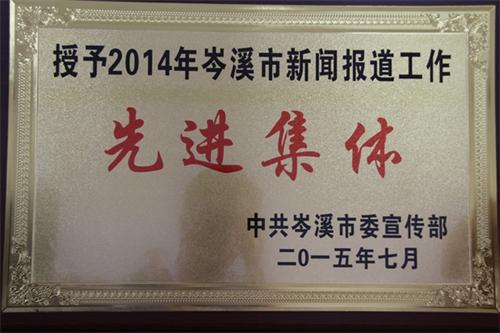 授予2014年岑溪市新闻报道工作
先进集体
中共岑溪市委宣传部
二0一五年七月